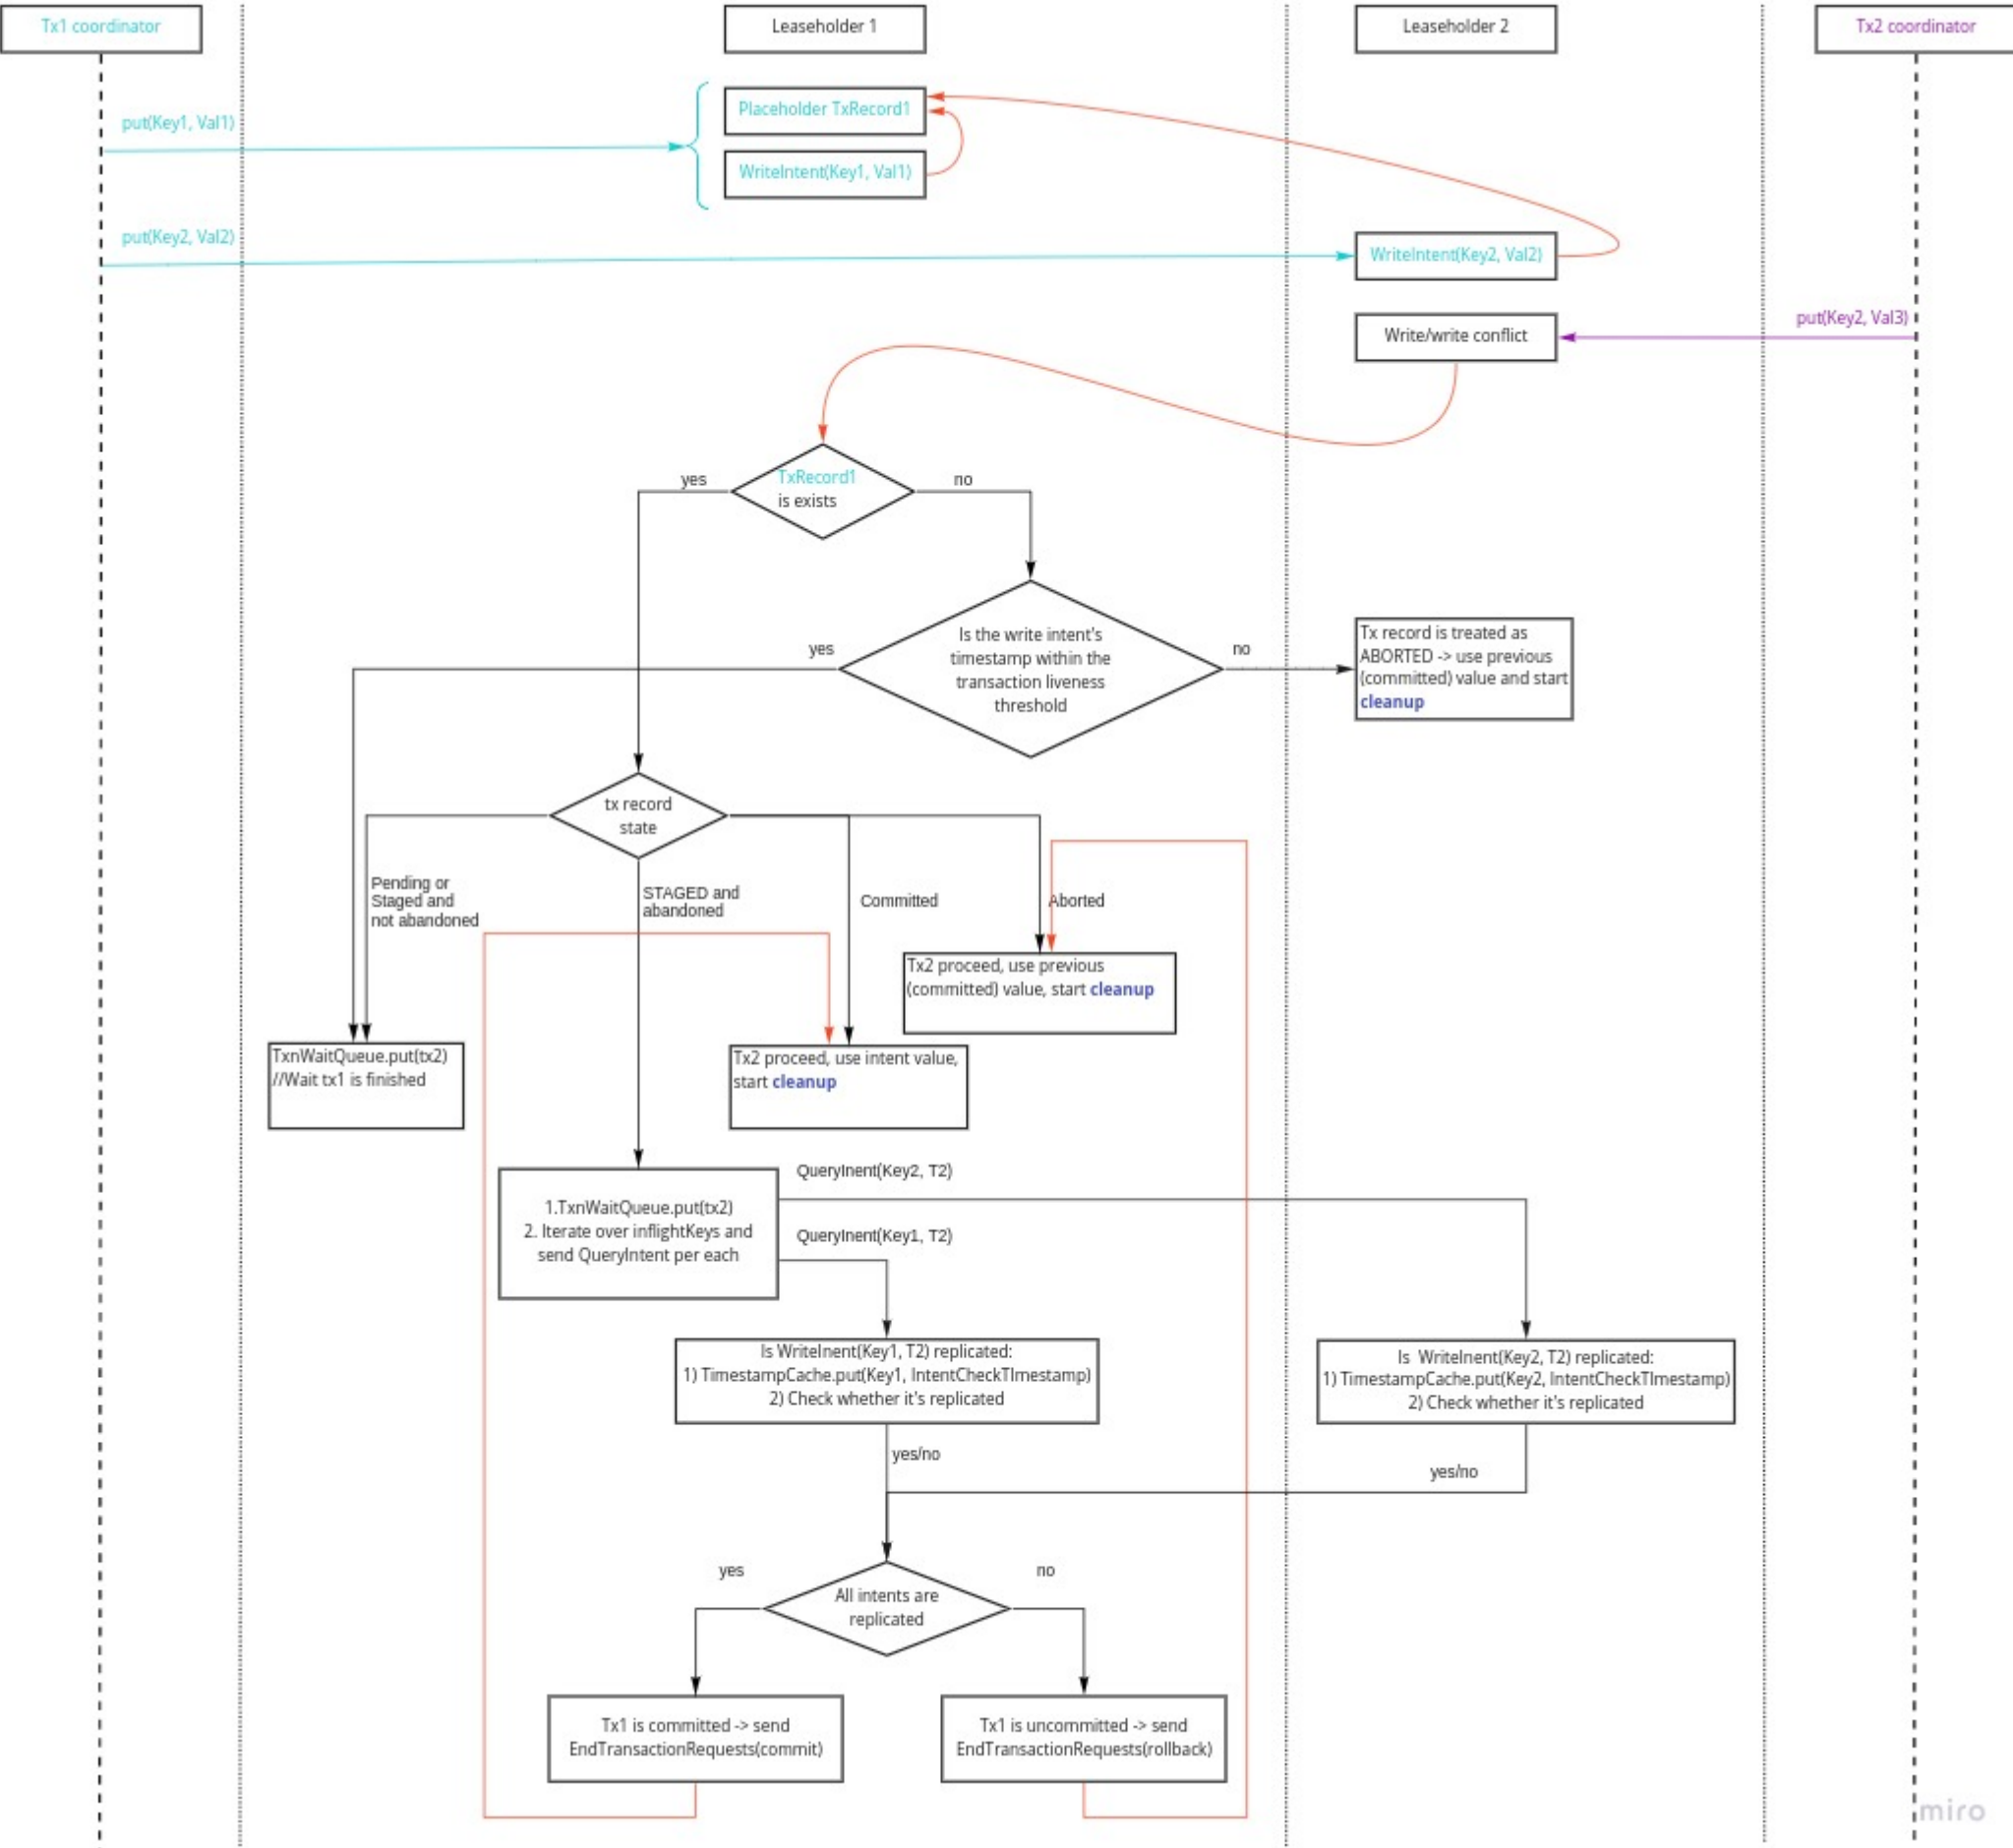 Tx1 coordinator
Leaseholder 1
Leaseholder 2
Tx2 coordinator
put(Key1, Val1)
Placeholder TxRecord1
WriteIntent(Key1, Val1)
put(Key2, Val2)
WriteIntent(Key2, Val2)
put(Key2, Val3)
Write/write conflict
TxRecord1
is exists
yes
no
Is the write intent's
timestamp within the
transaction liveness
threshold
yes
no
Tx record is treated as
ABORTED -> use previous
(committed) value and start
cleanup
tx record
state
Pending or
Staged and
not abandoned
STAGED and
abandoned
Committed
Aborted
Tx2 proceed, use previous
(committed) value, start cleanup
TxnWaitQueue.put(tx2)
//Wait tx1 is finished
Tx2 proceed, use intent value,
start cleanup
1.TxnWaitQueue.put(tx2)
2. Iterate over inflightKeys and
send QueryIntent per each
QueryInent(Key2, T2)
QueryInent(Key1, T2)
Is WriteInent(Key1, T2) replicated:
1) TimestampCache.put(Key1, IntentCheckTImestamp)
2) Check whether it's replicated
Is WriteInent(Key2, T2) replicated:
1) TimestampCache.put(Key2, IntentCheckTImestamp)
2) Check whether it's replicated
yes/no
yes/no
yes
no
All intents are
replicated
Tx1 is committed -> send
EndTransactionRequests(commit)
Tx1 is uncommitted -> send
EndTransactionRequests(rollback)
miro